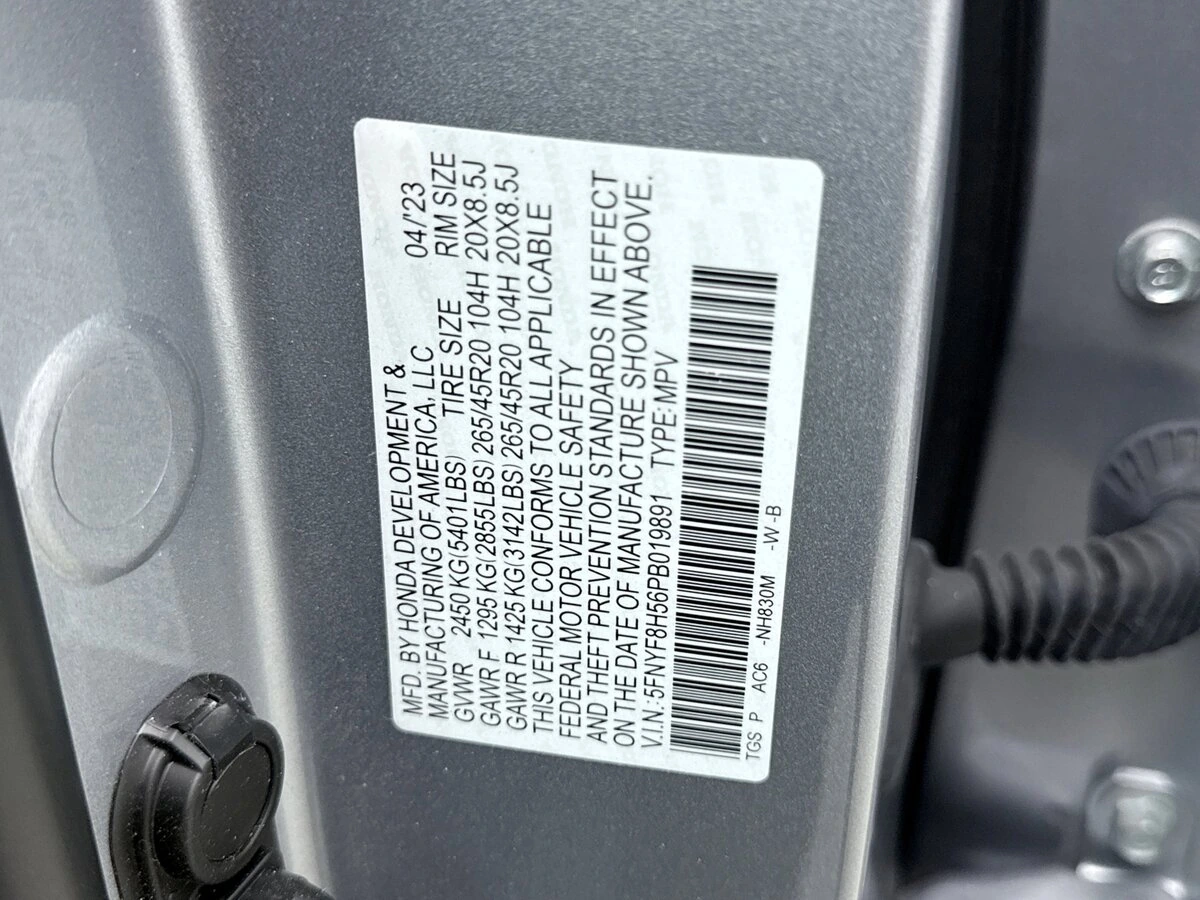 MFD. BY HONDA DEVELOPMENT & 04/'23
MANUFACTURING OF AMERICA, LLC
GVWR 2450 KG(5401LBS) TIRE SIZE RIM SIZE
GAWR F 1295 KG(2855LBS) 265/45R20 104H 20X8.5J
GAWR R 1425 KG(3142LBS) 265/45R20 104H 20X8.5J
THIS VEHICLE CONFORMS TO ALL APPLICABLE
FEDERAL MOTOR VEHICLE SAFETY
AND THEFT PREVENTION STANDARDS IN EFFECT
ON THE DATE OF MANUFACTURE SHOWN ABOVE.
V.I.N.:5FNYF8H56PB019891 TYPE:MPV
TGS P AC6 -NH830M -W -B